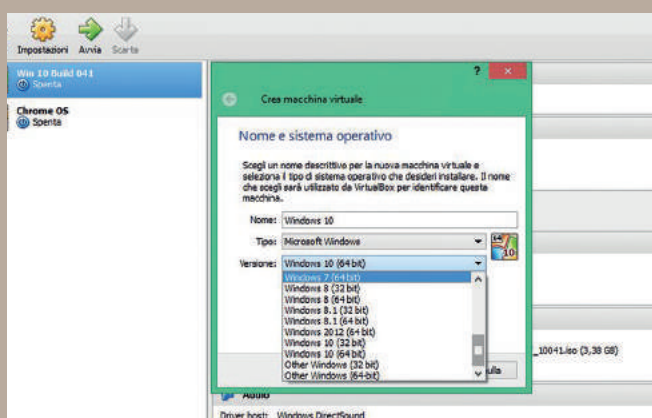 Impostazioni Avvia Scarta
Win 10 Build 041
Spenta
Chrome OS
Spenta
?
Crea macchina virtuale
Nome e sistema operativo
Scegli un nome descrittivo per la nuova macchina virtuale e
seleziona il tipo di sistema operativo che desideri installare. Il nome
che scegli sarà utilizzato da VirtualBox per identificare questa
macchina.
Nome: Windows 10
Tipo: Microsoft Windows
64
10
Versione: Windows 10 (64 bit)
Windows 7 (64 bit)
Windows 8 (32 bit)
Windows 8 (64 bit)
Windows 8.1 (32 bit)
Windows 8.1 (64 bit)
Windows 2012 (64 bit)
Windows 10 (32 bit)
Windows 10 (64 bit)
Other Windows (32 bit)
Other Windows (64-bit)
_10041.iso (3,38 GB)
ulla
Audio
Driver host: Windows DirectSound